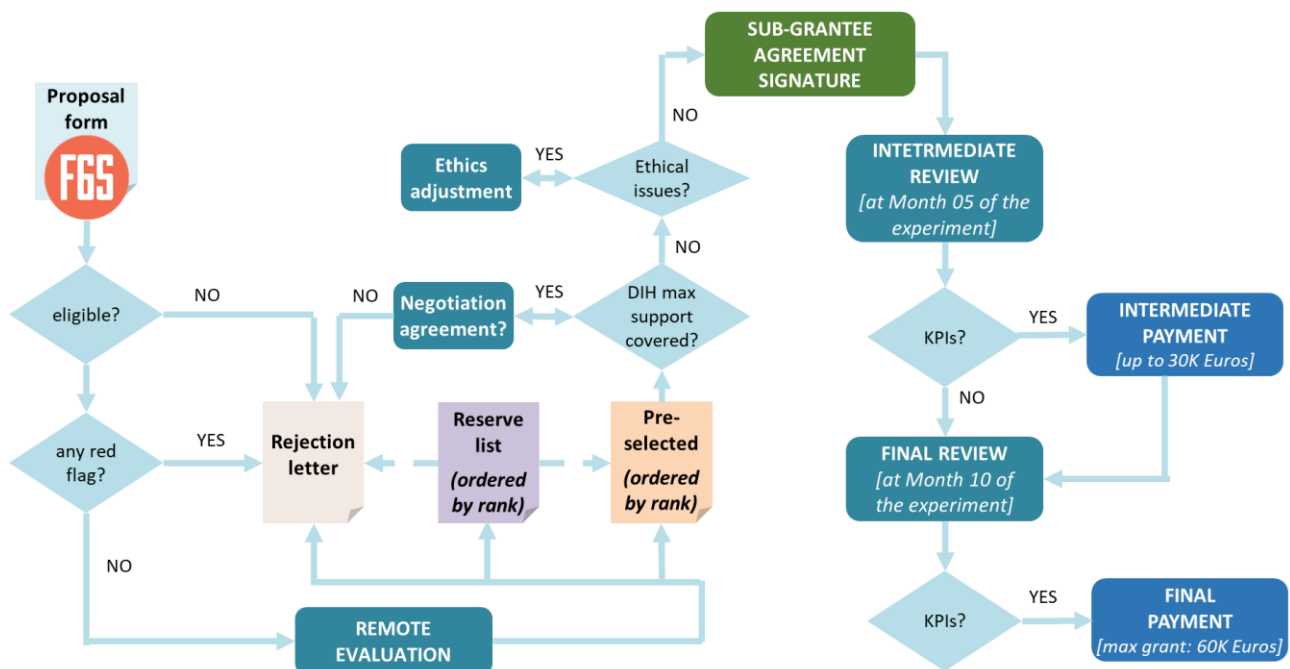 Proposal
form
F6S
eligible?
NO
any red
flag?
YES
NO
REMOTE
EVALUATION
Rejection
letter
Reserve
list
(ordered
by rank)
Pre-
selected
(ordered
by rank)
NO
Negotiation
agreement?
YES
DIH max
support
covered?
NO
Ethics
adjustment
YES
Ethical
issues?
NO
SUB-GRANTEE
AGREEMENT
SIGNATURE
INTETRMEDIATE
REVIEW
[at Month 05 of the
experiment]
KPIs?
YES
INTERMEDIATE
PAYMENT
[up to 30K Euros]
NO
FINAL REVIEW
[at Month 10 of
the experiment]
KPIs?
YES
FINAL
PAYMENT
[max grant: 60K Euros]